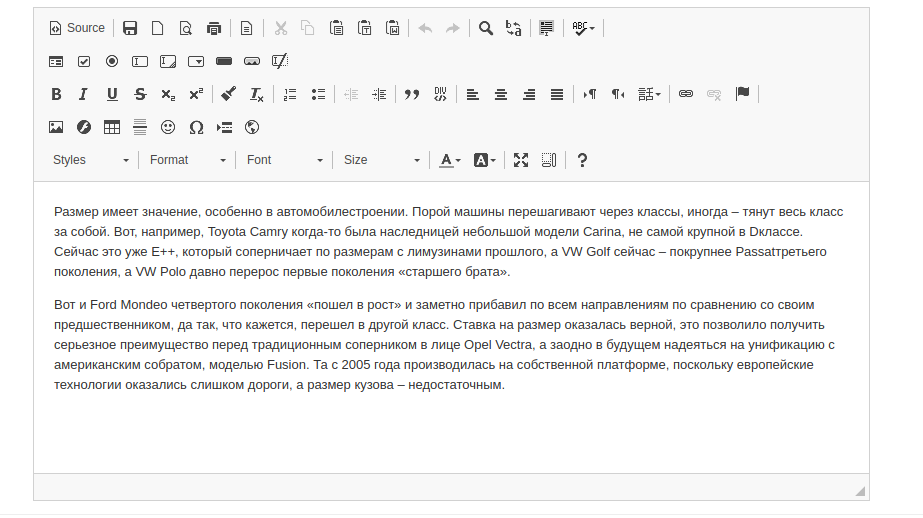 Source
ABC
B I U S x₂ x² Tx
DIV
Styles Format Font Size A A ?
Размер имеет значение, особенно в автомобилестроении. Порой машины перешагивают через классы, иногда – тянут весь класс
за собой. Вот, например, Toyota Camry когда-то была наследницей небольшой модели Carina, не самой крупной в Dклассе.
Сейчас это уже E++, который соперничает по размерам с лимузинами прошлого, а VW Golf сейчас – покрупнее Passatтретьего
поколения, а VW Polo давно перерос первые поколения «старшего брата».
Вот и Ford Mondeo четвертого поколения «пошел в рост» и заметно прибавил по всем направлениям по сравнению со своим
предшественником, да так, что кажется, перешел в другой класс. Ставка на размер оказалась верной, это позволило получить
серьезное преимущество перед традиционным соперником в лице Opel Vectra, а заодно в будущем надеяться на унификацию с
американским собратом, моделью Fusion. Та с 2005 года производилась на собственной платформе, поскольку европейские
технологии оказались слишком дороги, а размер кузова – недостаточным.